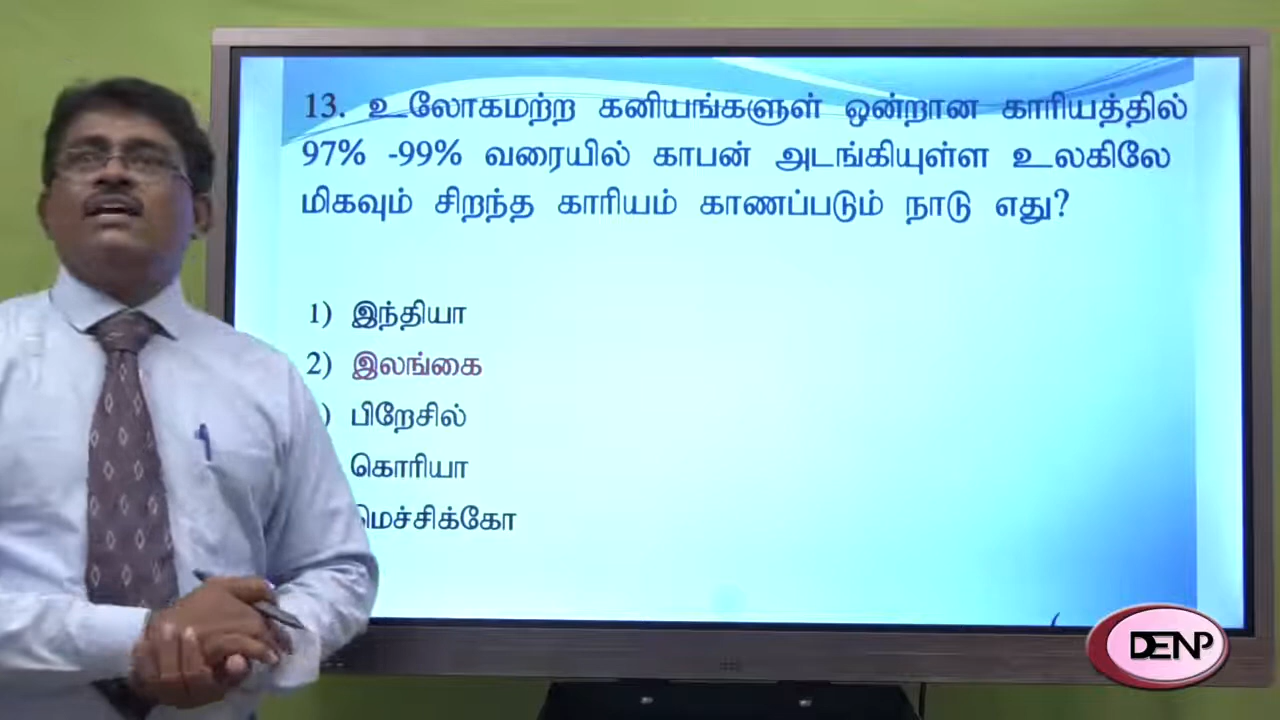 13. உலோகமற்ற கனியங்களுள் ஒன்றான காரியத்தில்
97% -99% வரையில் காபன் அடங்கியுள்ள உலகிலே
மிகவும் சிறந்த காரியம் காணப்படும் நாடு எது?
1) இந்தியா
2) இலங்கை
) பிறேசில்
கொரியா
மெச்சிக்கோ
DENP